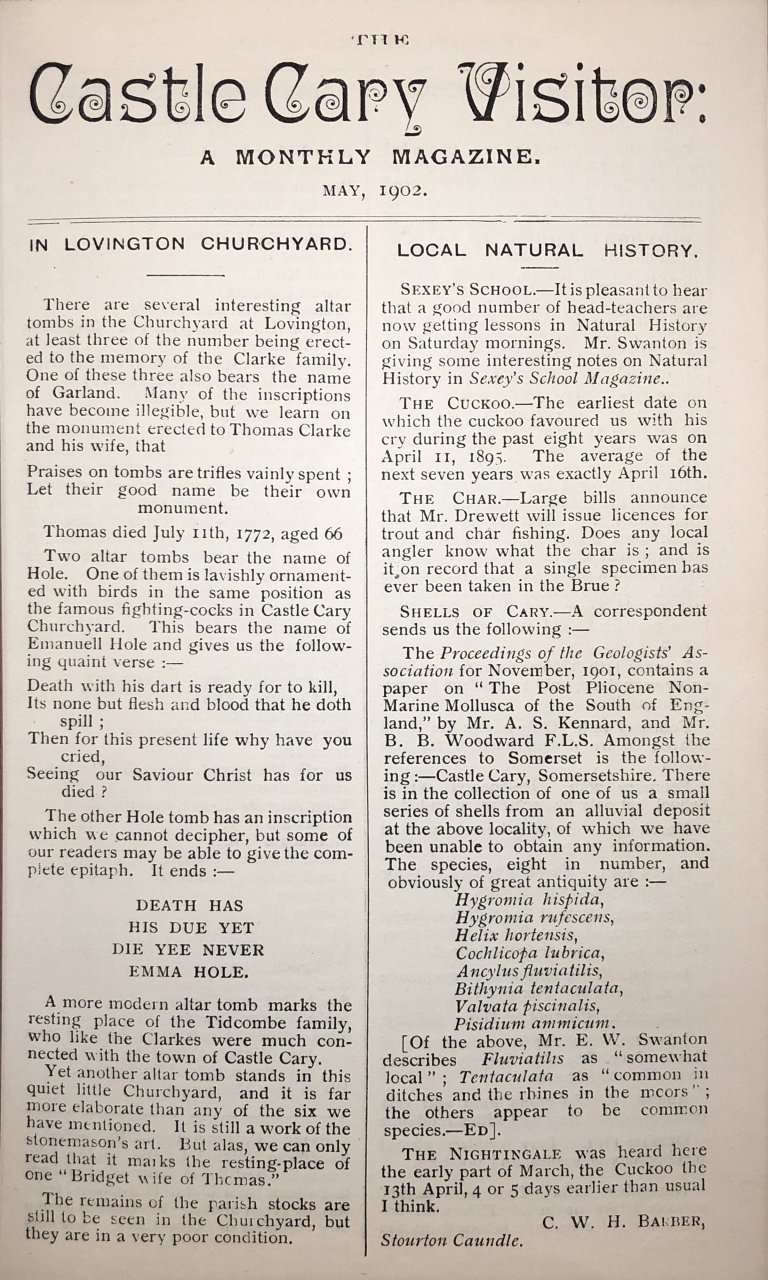 THE
Castle Cary Visitor:
A MONTHLY MAGAZINE.
MAY, 1902.
IN LOVINGTON CHURCHYARD.
There are several interesting altar
tombs in the Churchyard at Lovington,
at least three of the number being erect-
ed to the memory of the Clarke family.
One of these three also bears the name
of Garland. Many of the inscriptions
have become illegible, but we learn on
the monument erected to Thomas Clarke
and his wife, that
Praises on tombs are trifles vainly spent ;
Let their good name be their own
monument.
Thomas died July 11th, 1772, aged 66
Two altar tombs bear the name of
Hole. One of them is lavishly ornament-
ed with birds in the same position as
the famous fighting-cocks in Castle Cary
Churchyard. This bears the name of
Emanuell Hole and gives us the follow-
ing quaint verse :—
Death with his dart is ready for to kill,
Its none but flesh and blood that he doth
spill ;
Then for this present life why have you
cried,
Seeing our Saviour Christ has for us
died ?
The other Hole tomb has an inscription
which we cannot decipher, but some of
our readers may be able to give the com-
plete epitaph. It ends :—
DEATH HAS
HIS DUE YET
DIE YEE NEVER
EMMA HOLE.
A more modern altar tomb marks the
resting place of the Tidcombe family,
who like the Clarkes were much con-
nected with the town of Castle Cary.
Yet another altar tomb stands in this
quiet little Churchyard, and it is far
more elaborate than any of the six we
have mentioned. It is still a work of the
stonemason's art. But alas, we can only
read that it marks the resting-place of
one "Bridget wife of Thomas."
The remains of the parish stocks are
still to be seen in the Churchyard, but
they are in a very poor condition.
LOCAL NATURAL HISTORY.
SEXEY'S SCHOOL.—It is pleasant to hear
that a good number of head-teachers are
now getting lessons in Natural History
on Saturday mornings. Mr. Swanton is
giving some interesting notes on Natural
History in Sexey's School Magazine..
THE CUCKOO.—The earliest date on
which the cuckoo favoured us with his
cry during the past eight years was on
April 11, 1895. The average of the
next seven years was exactly April 16th.
THE CHAR.—Large bills announce
that Mr. Drewett will issue licences for
trout and char fishing. Does any local
angler know what the char is ; and is
it on record that a single specimen has
ever been taken in the Brue ?
SHELLS OF CARY.—A correspondent
sends us the following :—
The Proceedings of the Geologists' As-
sociation for November, 1901, contains a
paper on "The Post Pliocene Non-
Marine Mollusca of the South of Eng-
land," by Mr. A. S. Kennard, and Mr.
B. B. Woodward F.L.S. Amongst the
references to Somerset is the follow-
ing :—Castle Cary, Somersetshire. There
is in the collection of one of us a small
series of shells from an alluvial deposit
at the above locality, of which we have
been unable to obtain any information.
The species, eight in number, and
obviously of great antiquity are :—
Hygromia hispida,
Hygromia rufescens,
Helix hortensis,
Cochlicopa lubrica,
Ancylus fluviatilis,
Bithynia tentaculata,
Valvata piscinalis,
Pisidium ammicum.
[Of the above, Mr. E. W. Swanton
describes Fluviatilis as "somewhat
local" ; Tentaculata as "common in
ditches and the rhines in the moors" ;
the others appear to be common
species.—ED].
THE NIGHTINGALE was heard here
the early part of March, the Cuckoo the
13th April, 4 or 5 days earlier than usual
I think.
C. W. H. BARBER,
Stourton Caundle.